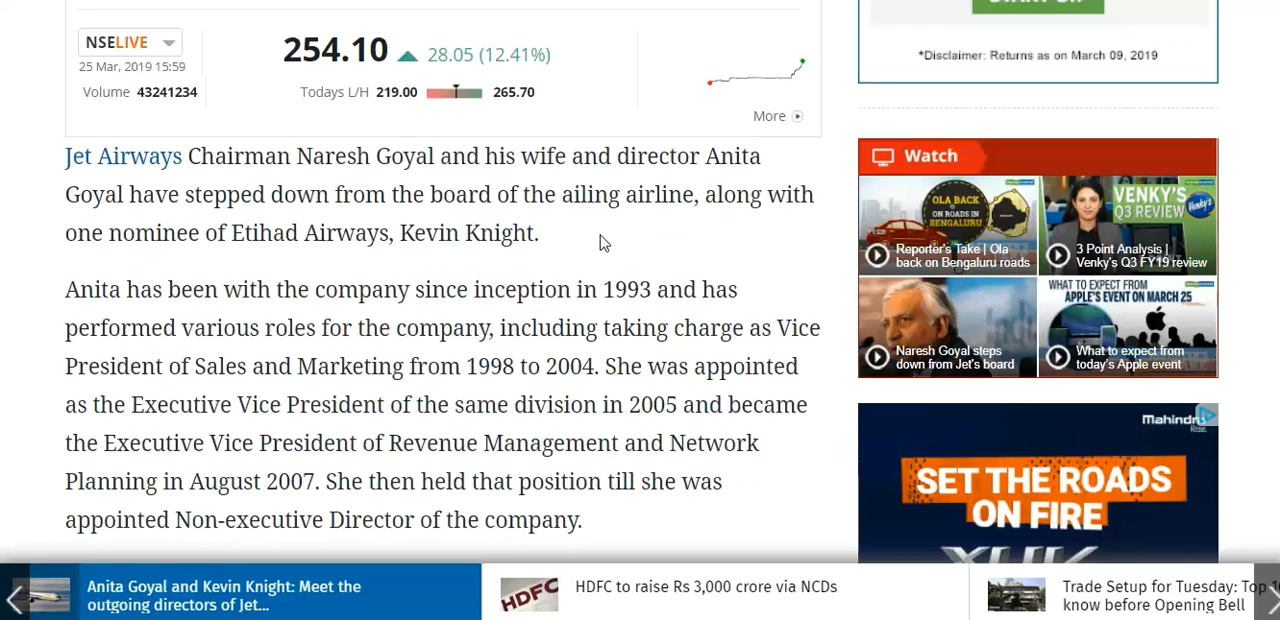 START UP
*Disclaimer: Returns as on March 09, 2019
NSELIVE
25 Mar, 2019 15:59
Volume 43241234
254.10 28.05 (12.41%)
Todays L/H 219.00 265.70
More
Jet Airways Chairman Naresh Goyal and his wife and director Anita
Goyal have stepped down from the board of the ailing airline, along with
one nominee of Etihad Airways, Kevin Knight.
Anita has been with the company since inception in 1993 and has
performed various roles for the company, including taking charge as Vice
President of Sales and Marketing from 1998 to 2004. She was appointed
as the Executive Vice President of the same division in 2005 and became
the Executive Vice President of Revenue Management and Network
Planning in August 2007. She then held that position till she was
appointed Non-executive Director of the company.
Watch
OLA BACK
ON ROADS IN
BENGALURU
Reporter's Take | Ola
back on Bengaluru roads
VENKY'S
Q3 REVIEW
Venky's
3 Point Analysis |
Venky's Q3 FY19 review
Naresh Goyal steps
down from Jet's board
WHAT TO EXPECT FROM
APPLE'S EVENT ON MARCH 25
What to expect from
today's Apple event
Mahindra
Rise.
SET THE ROADS
ON FIRE
Anita Goyal and Kevin Knight: Meet the
outgoing directors of Jet...
HDFC
HDFC to raise Rs 3,000 crore via NCDs
Trade Setup for Tuesday: Top
know before Opening Bell